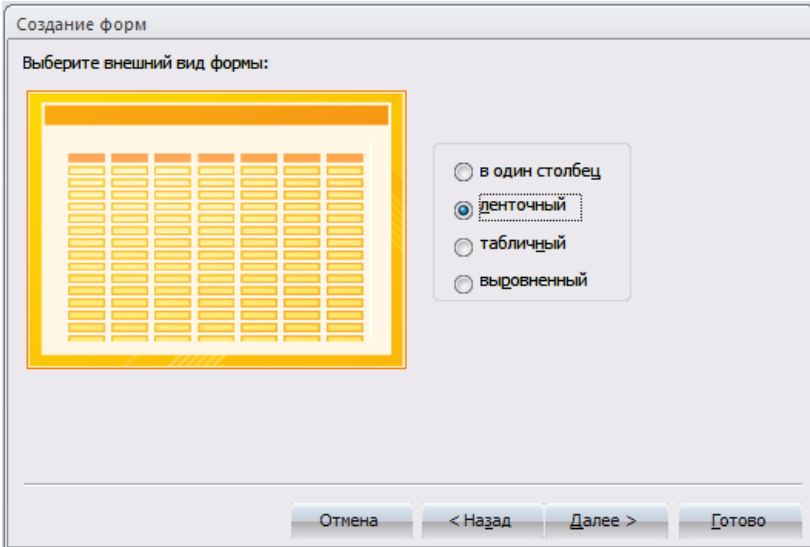 Создание форм
Выберите внешний вид формы:
в один столбец
ленточный
табличный
выровненный
Отмена
< Назад
Далее >
Готово